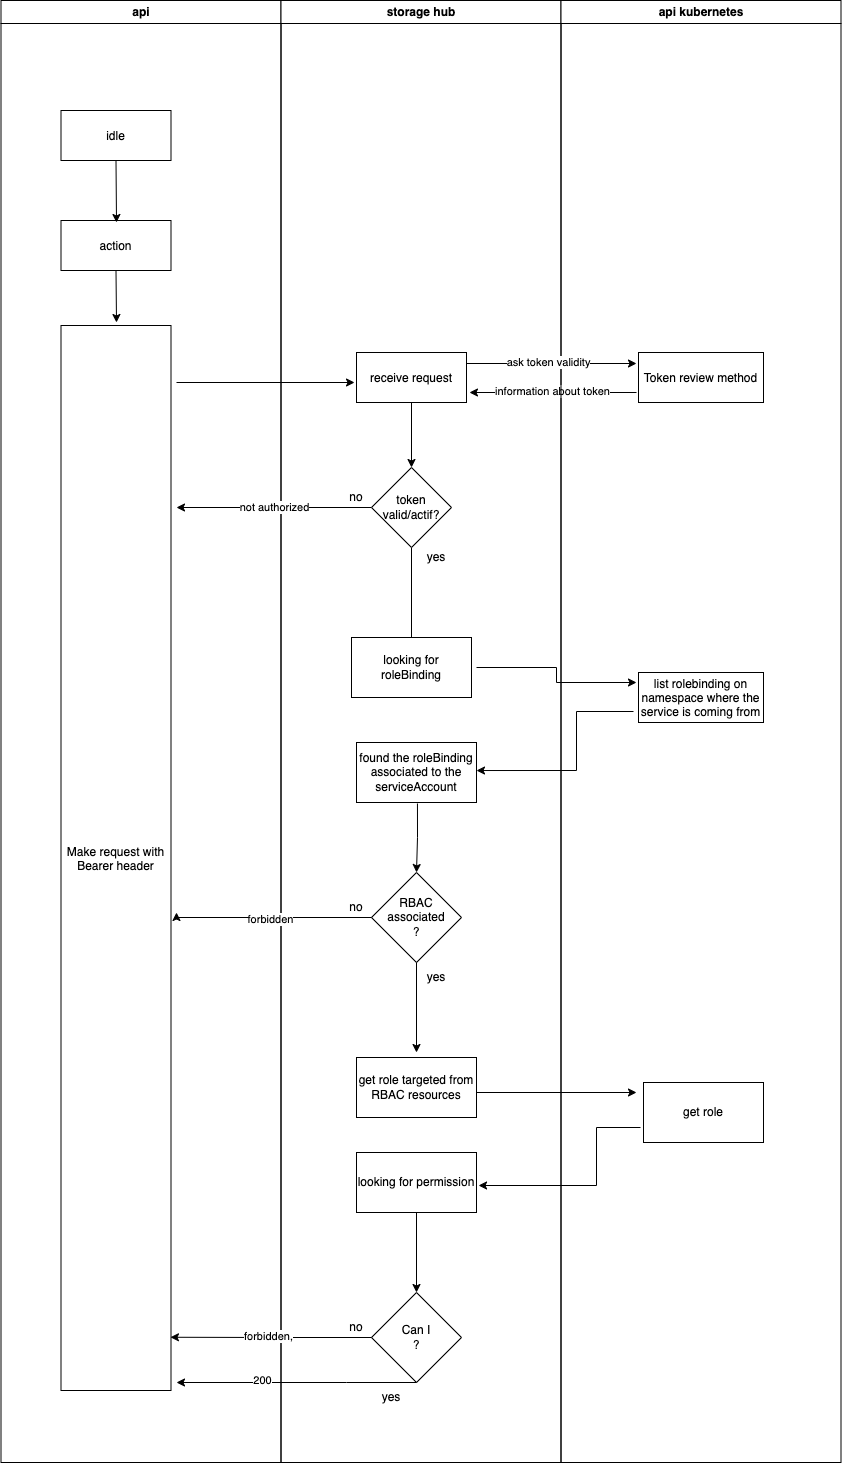 api
storage hub
api kubernetes
idle
action
receive request
ask token validity
Token review method
information about token
token
valid/actif?
no
not authorized
yes
looking for
roleBinding
list rolebinding on
namespace where the
service is coming from
found the roleBinding
associated to the
serviceAccount
Make request with
Bearer header
RBAC
associated
?
no
forbidden
yes
get role targeted from
RBAC resources
get role
looking for permission
Can I
?
no
forbidden,
200
yes